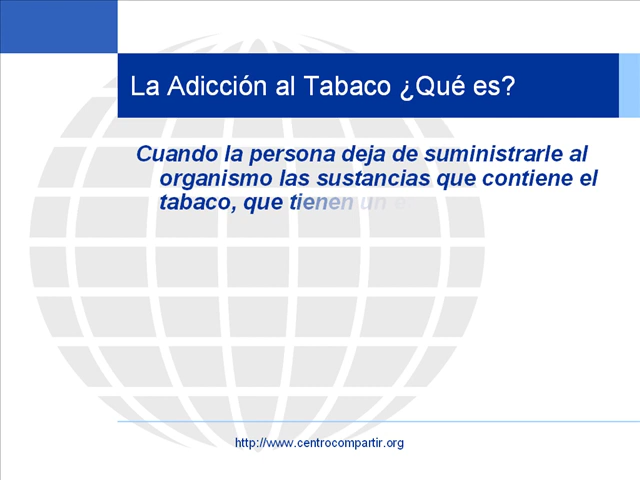 La Adicción al Tabaco ¿Qué es?
Cuando la persona deja de suministrarle al
organismo las sustancias que contiene el
tabaco, que tienen un
http://www.centrocompartir.org